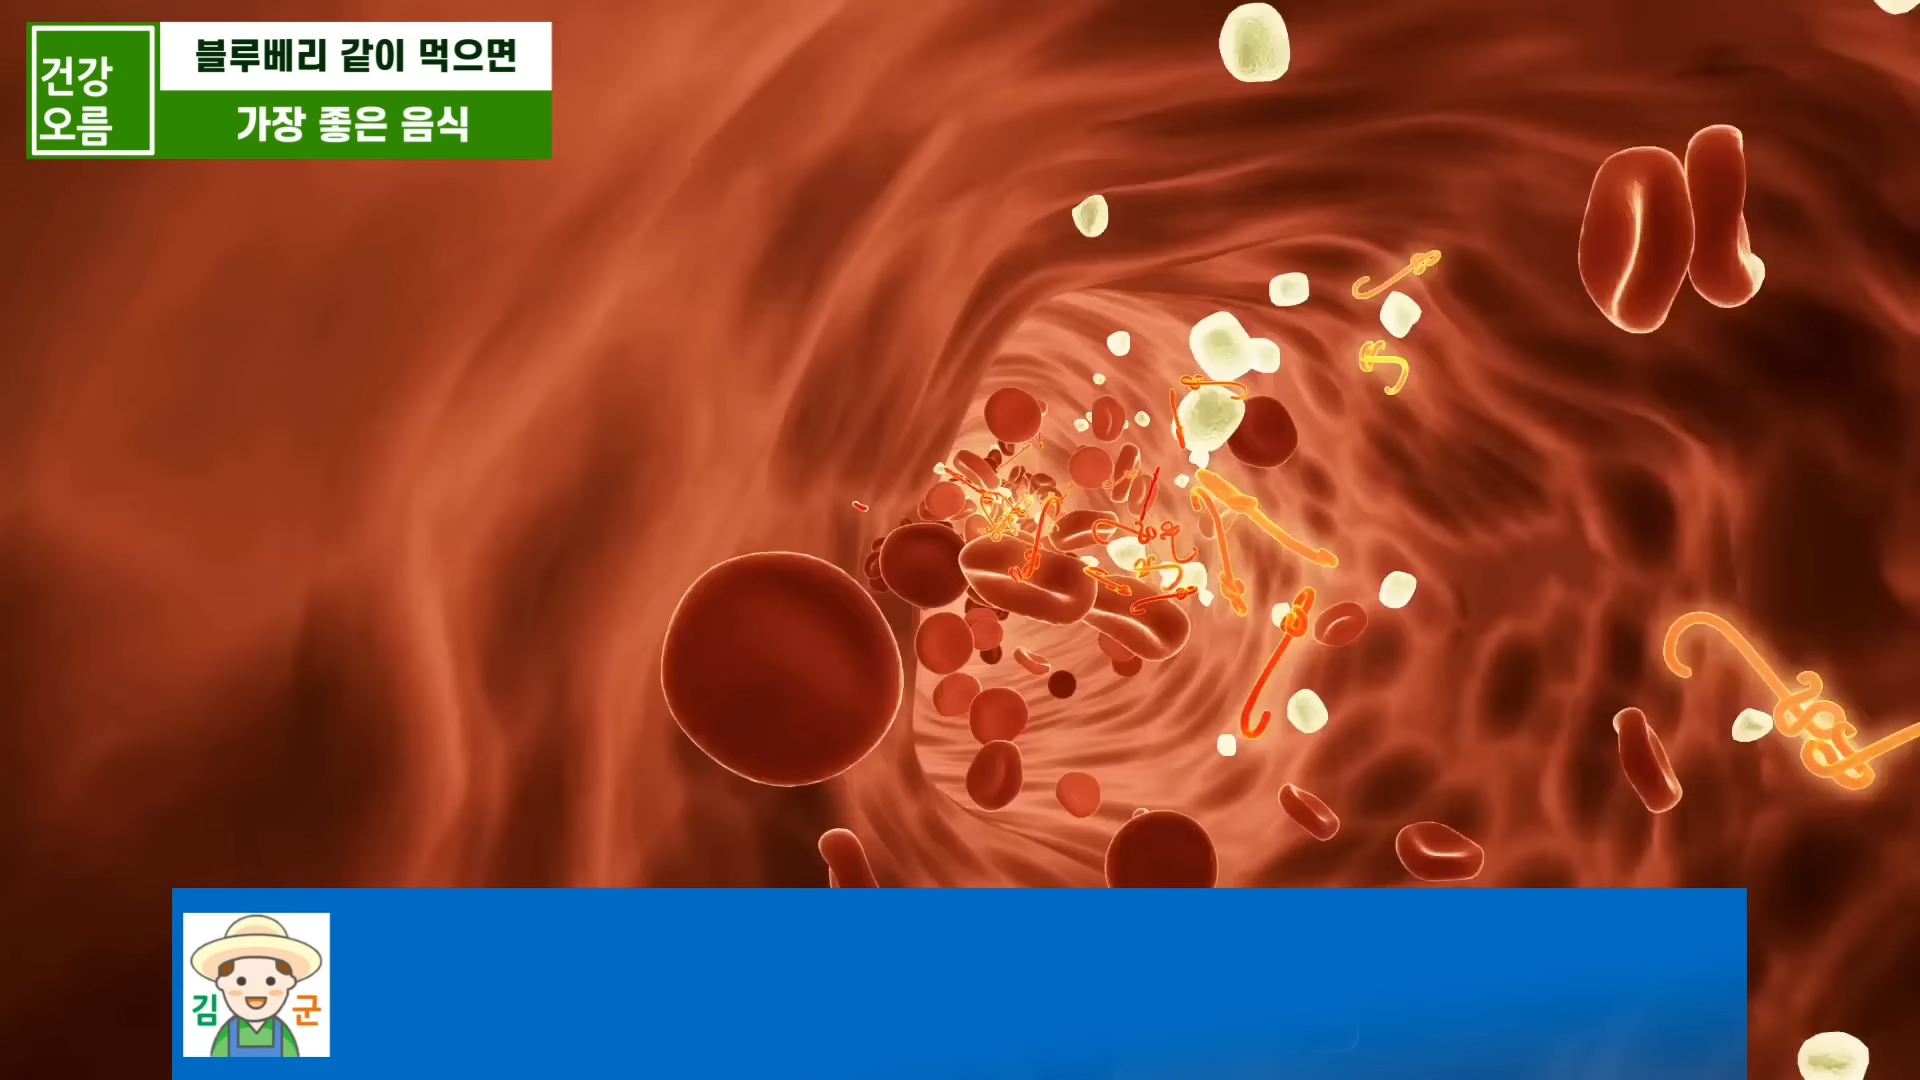 건강
오름
블루베리 같이 먹으면
가장 좋은 음식
김 군